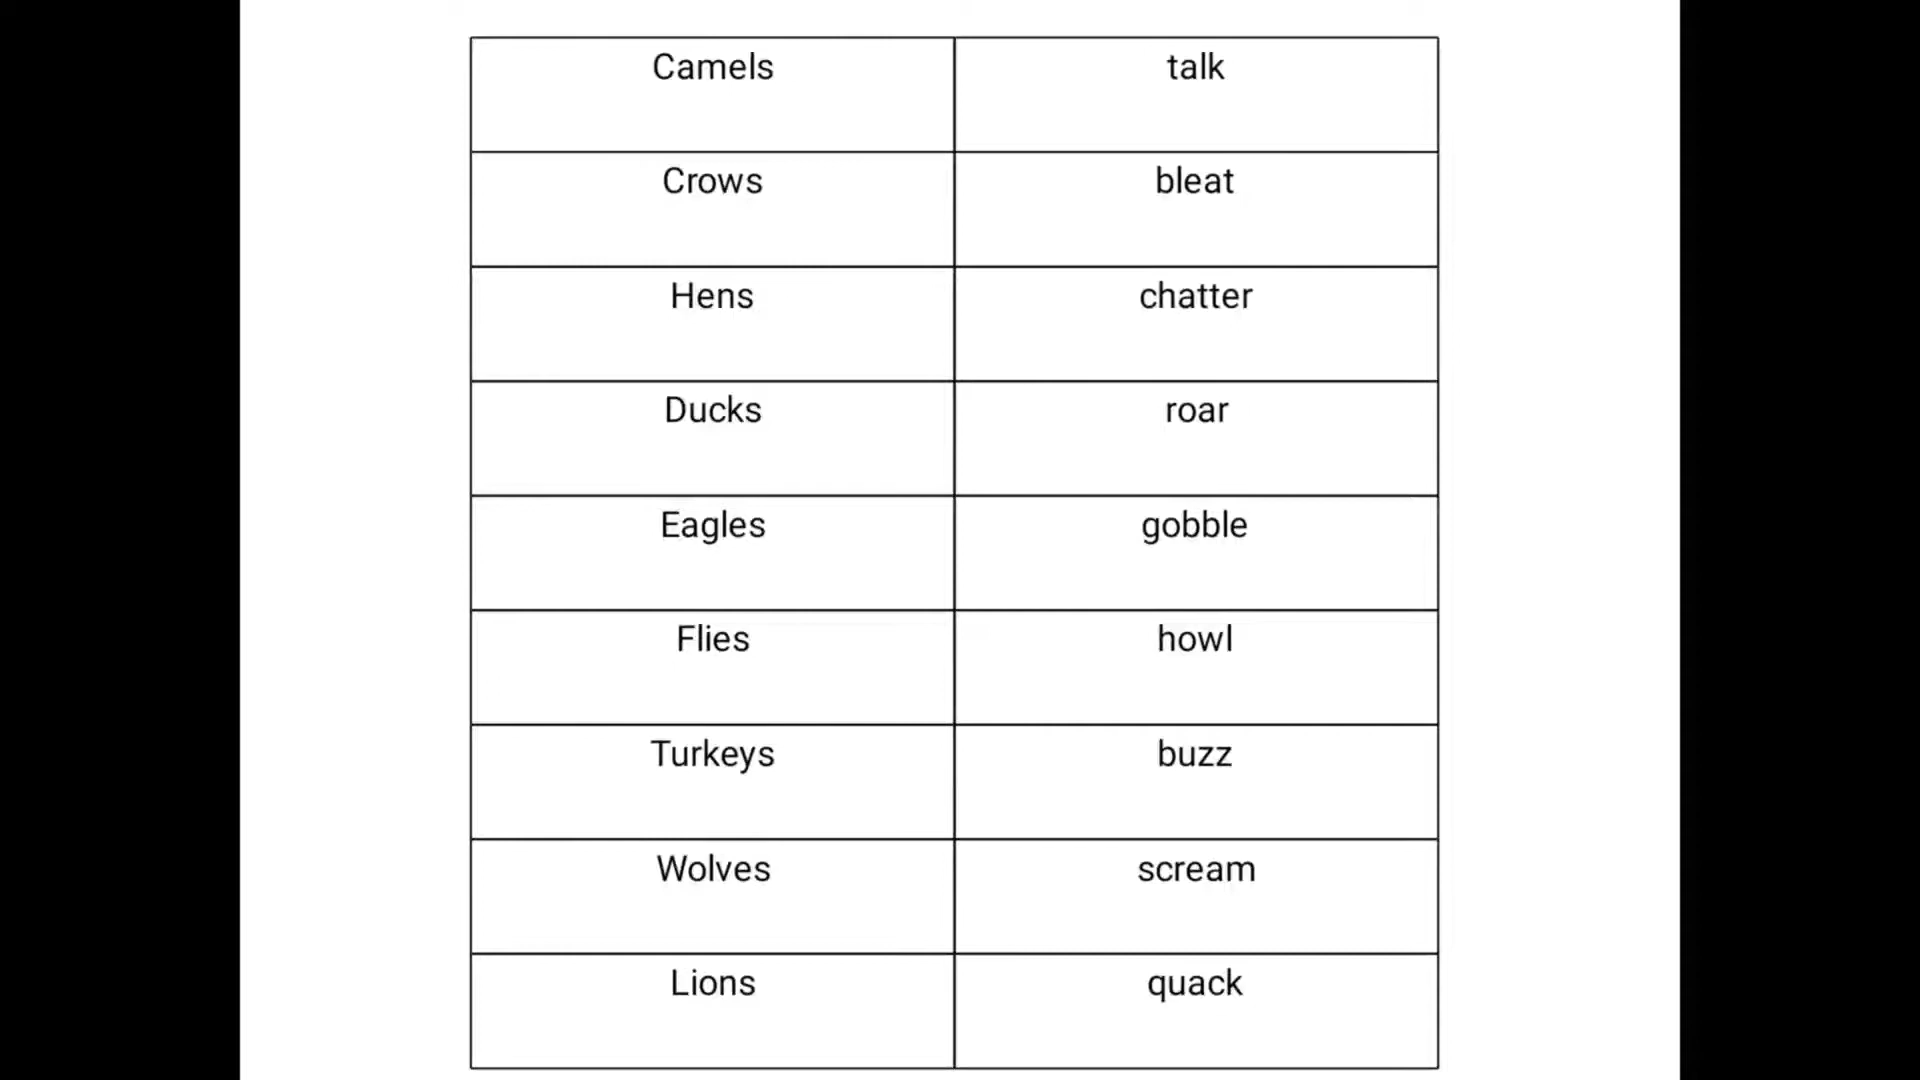 Camels talk
Crows bleat
Hens chatter
Ducks roar
Eagles gobble
Flies howl
Turkeys buzz
Wolves scream
Lions quack